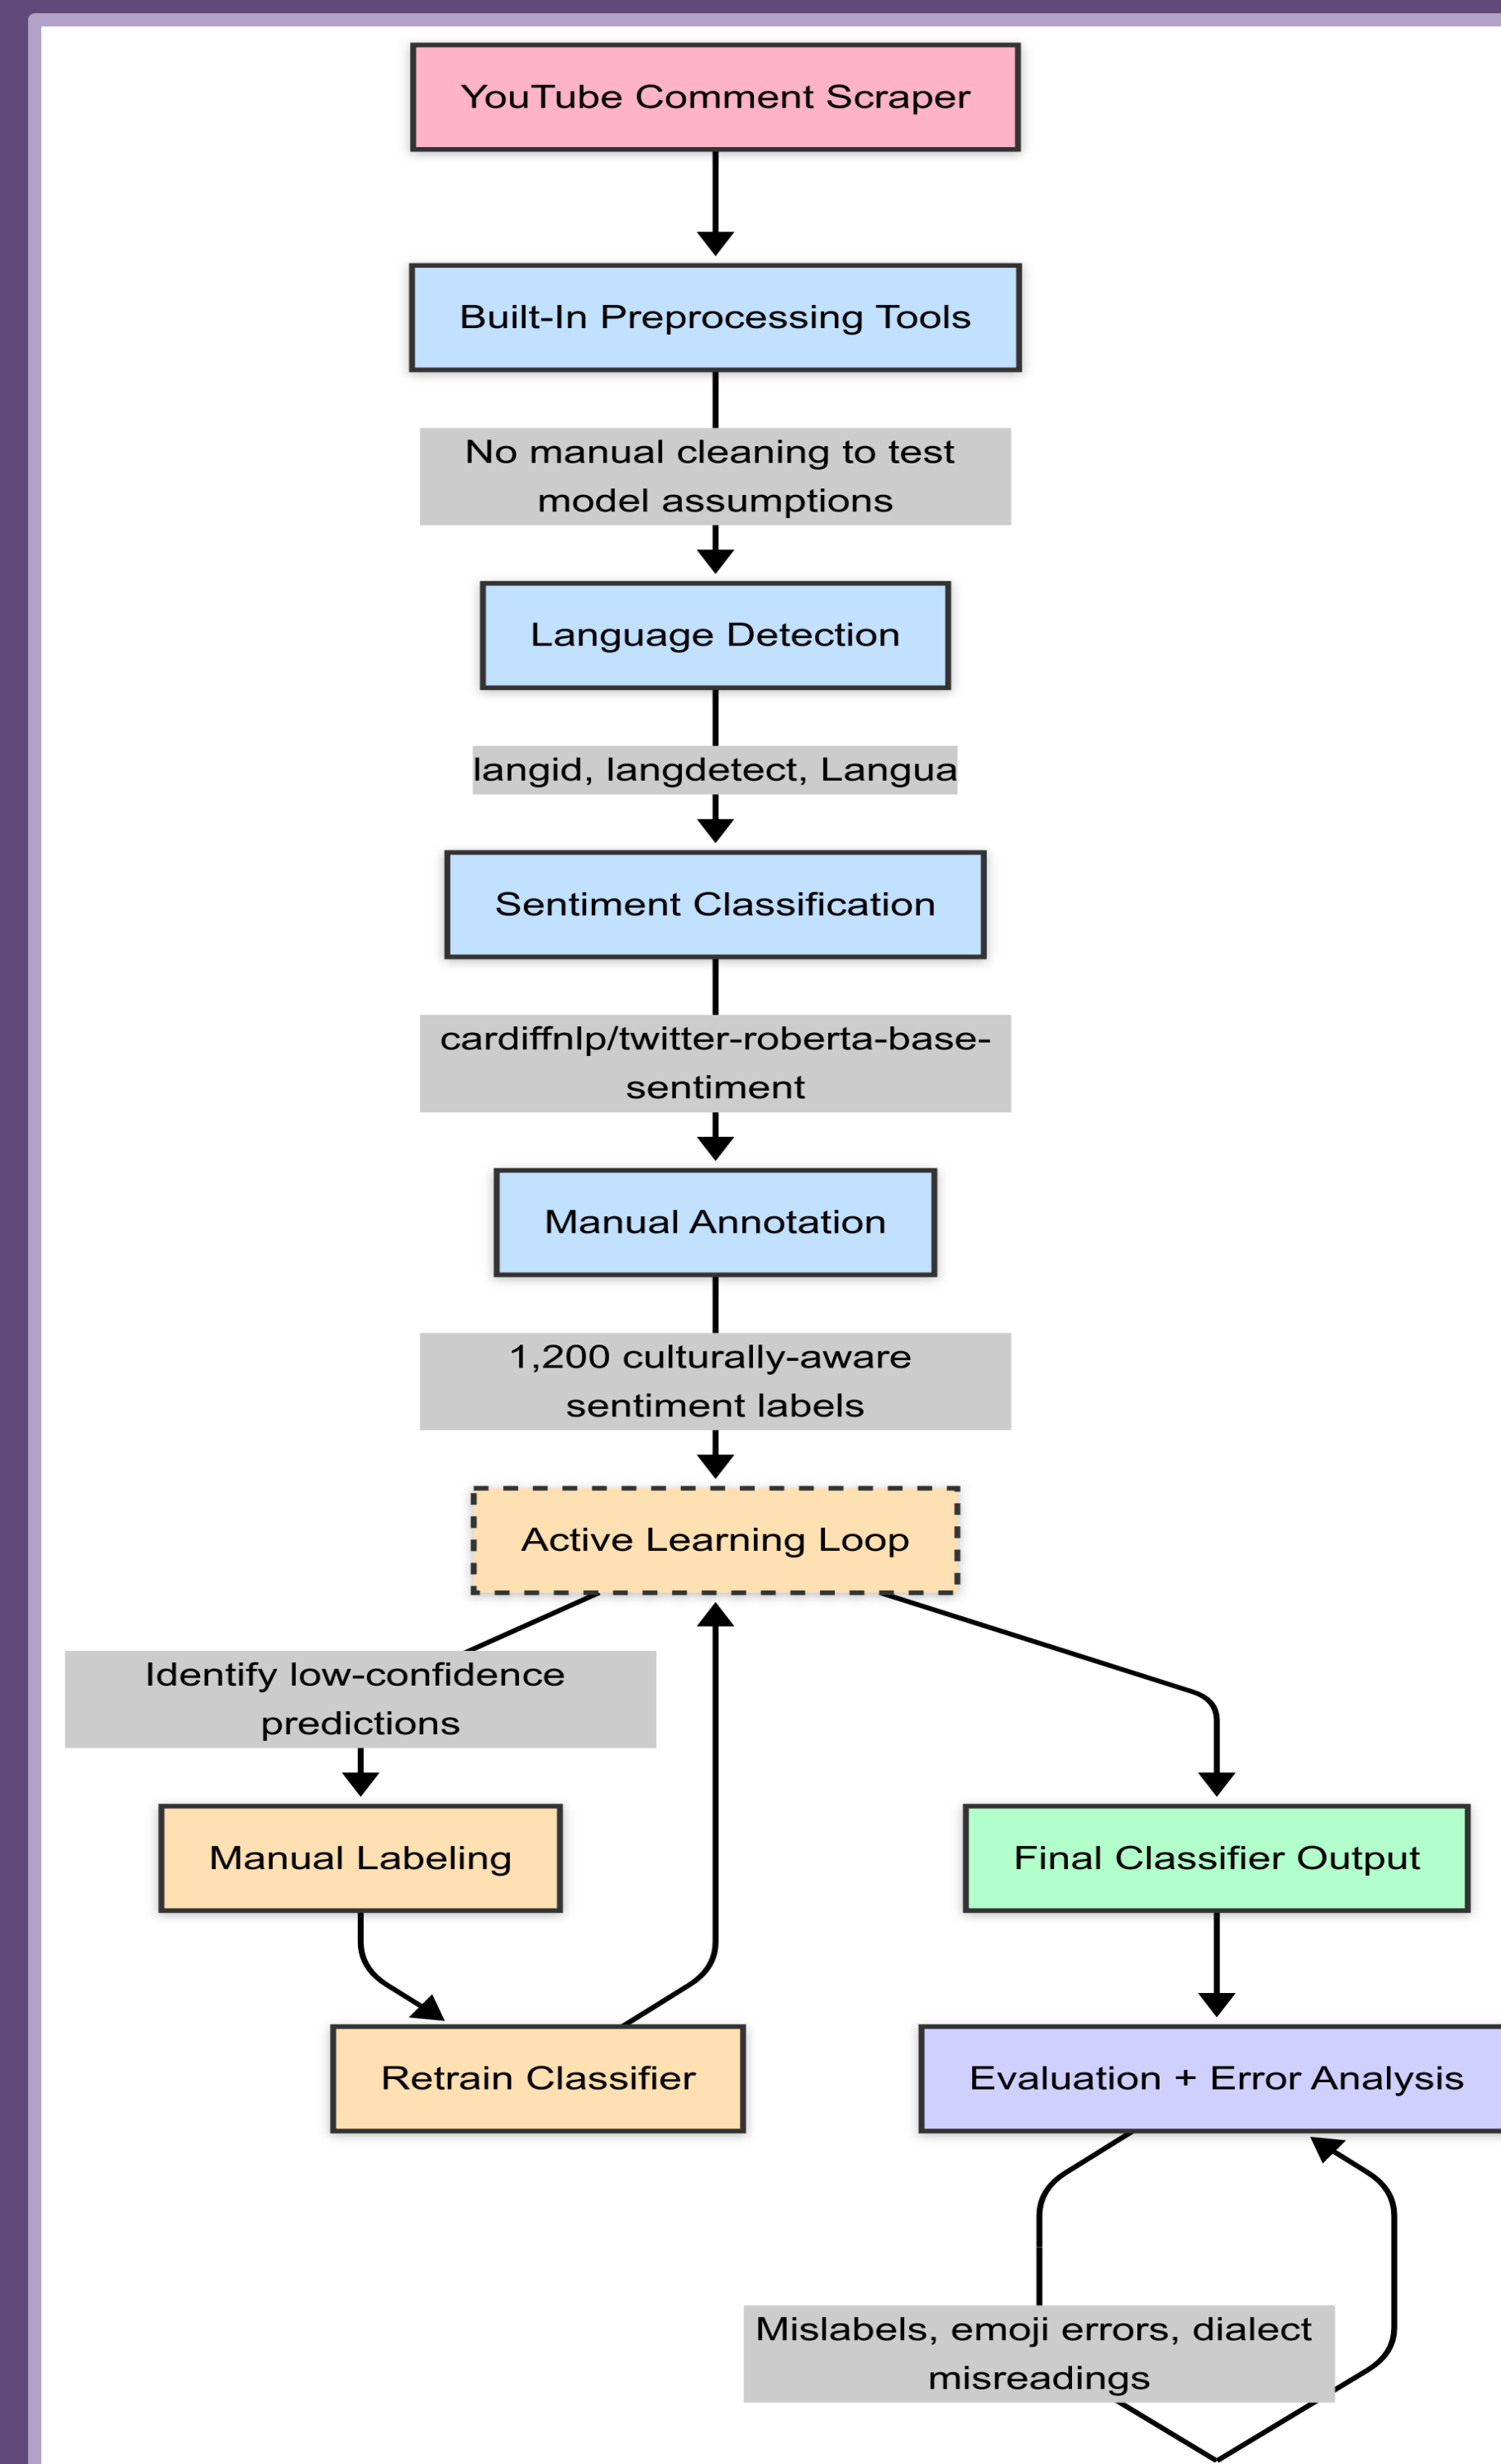 YouTube Comment Scraper
Built-In Preprocessing Tools
No manual cleaning to test
model assumptions
Language Detection
langid, langdetect, Langua
Sentiment Classification
cardiffnlp/twitter-roberta-base-
sentiment
Manual Annotation
1,200 culturally-aware
sentiment labels
Active Learning Loop
Identify low-confidence
predictions
Manual Labeling
Final Classifier Output
Retrain Classifier
Evaluation + Error Analysis
Mislabels, emoji errors, dialect
misreadings